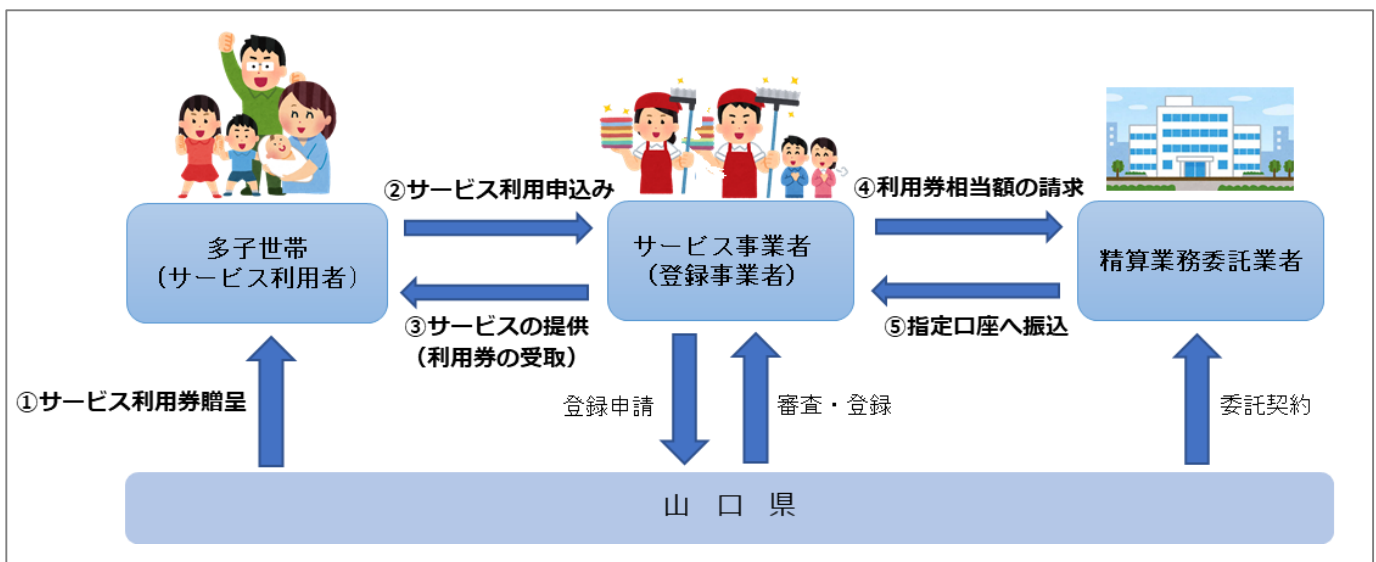 ②サービス利用申込み
④利用券相当額の請求
多子世帯
（サービス利用者）
サービス事業者
（登録事業者）
精算業務委託業者
③サービスの提供
（利用券の受取）
⑤指定口座へ振込
①サービス利用券贈呈
登録申請
審査・登録
委託契約
山口県